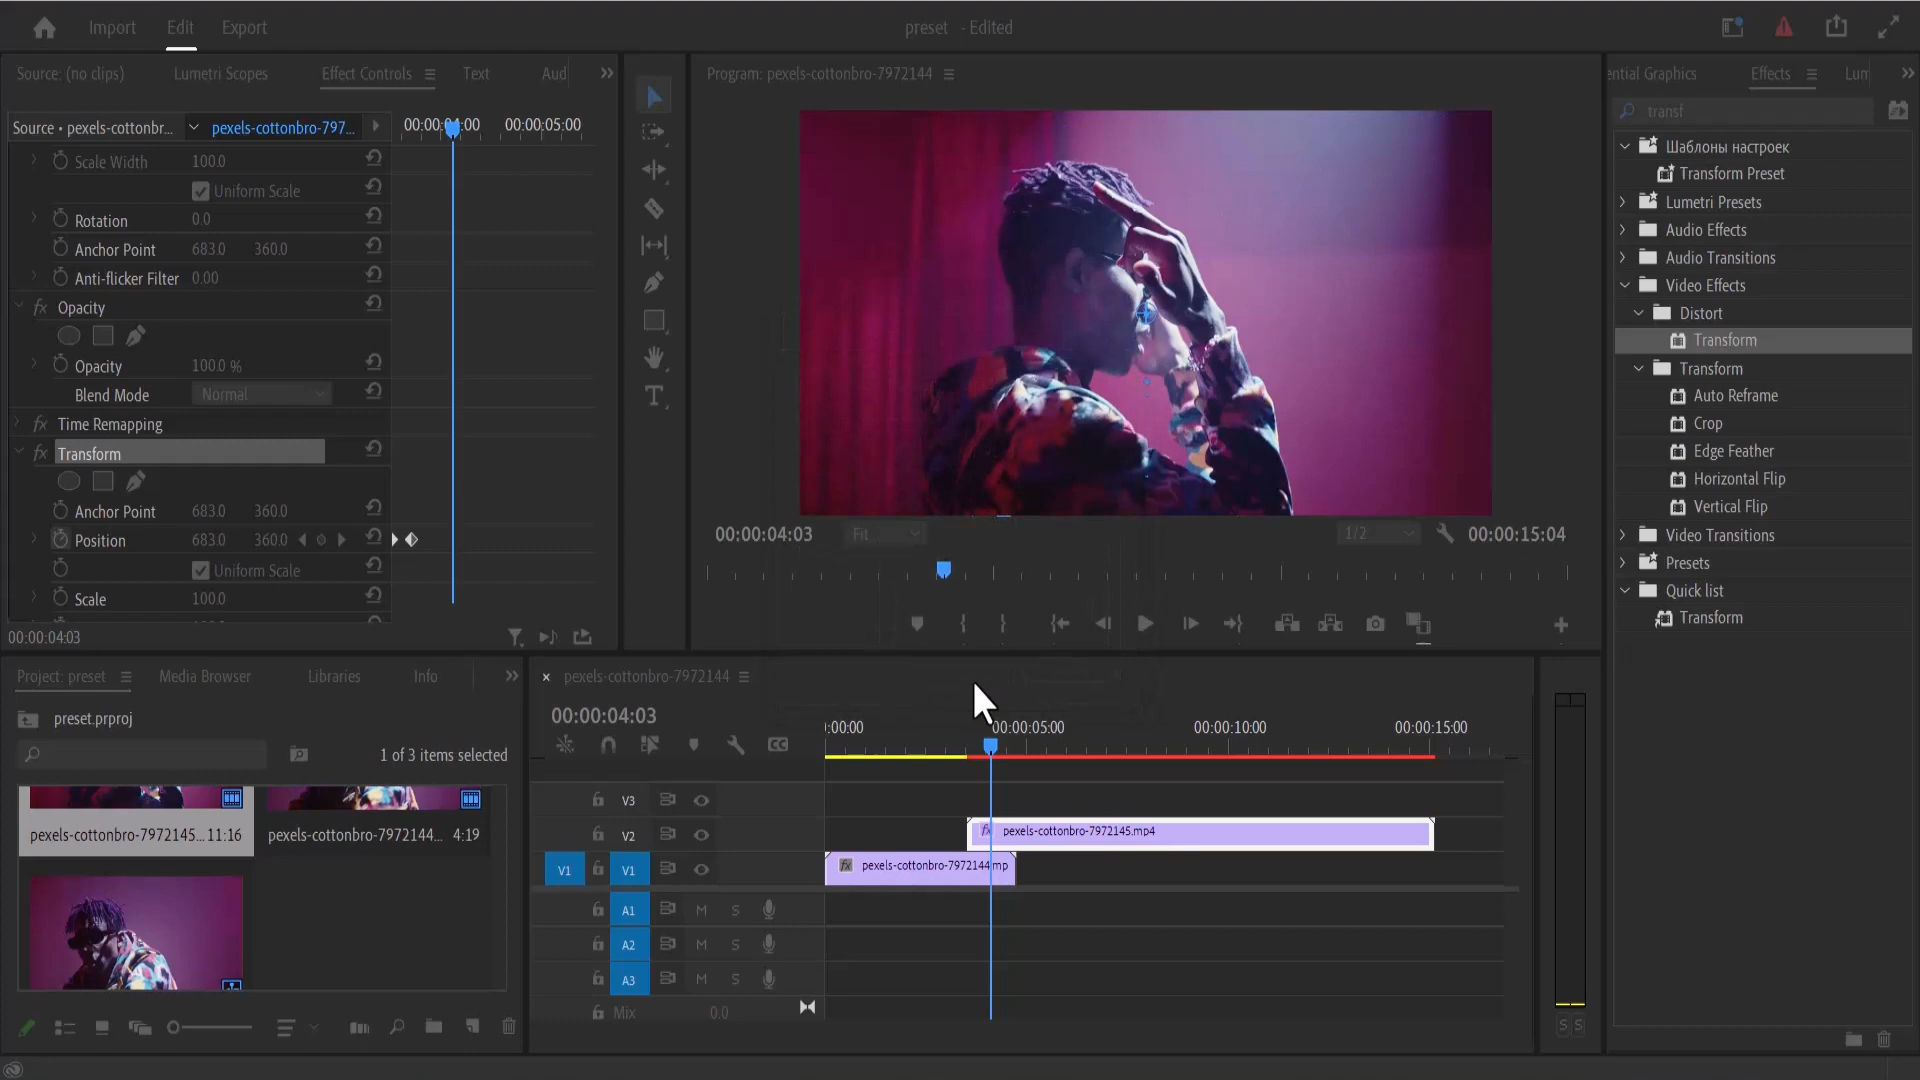 Import Edit Export
preset - Edited
Source: (no clips) Lumetri Scopes Effect Controls Text Aud
Source • pexels-cottonbr... pexels-cottonbro-797...
00:00:04:00 00:00:05:00
Scale Width 100.0
Uniform Scale
Rotation 0.0
Anchor Point 683.0 360.0
Anti-flicker Filter 0.00
fx Opacity
Opacity 100.0 %
Blend Mode Normal
fx Time Remapping
fx Transform
Anchor Point 683.0 360.0
Position 683.0 360.0
Uniform Scale
Scale 100.0
00:00:04:03
Program: pexels-cottonbro-7972144
00:00:04:03 Fit 1/2 00:00:15:04
ential Graphics Effects Lum
transf
Шаблоны настроек
Transform Preset
Lumetri Presets
Audio Effects
Audio Transitions
Video Effects
Distort
Transform
Transform
Auto Reframe
Crop
Edge Feather
Horizontal Flip
Vertical Flip
Video Transitions
Presets
Quick list
Transform
Project: preset Media Browser Libraries Info
preset.prproj
1 of 3 items selected
pexels-cottonbro-7972145... 11:16
pexels-cottonbro-7972144... 4:19
× pexels-cottonbro-7972144
00:00:04:03
:00:00 00:00:05:00 00:00:10:00 00:00:15:00
CC
V3
V2
fx pexels-cottonbro-7972145.mp4
V1 V1
fx pexels-cottonbro-7972144.mp
A1 M S
A2 M S
A3 M S
Mix 0.0
S S